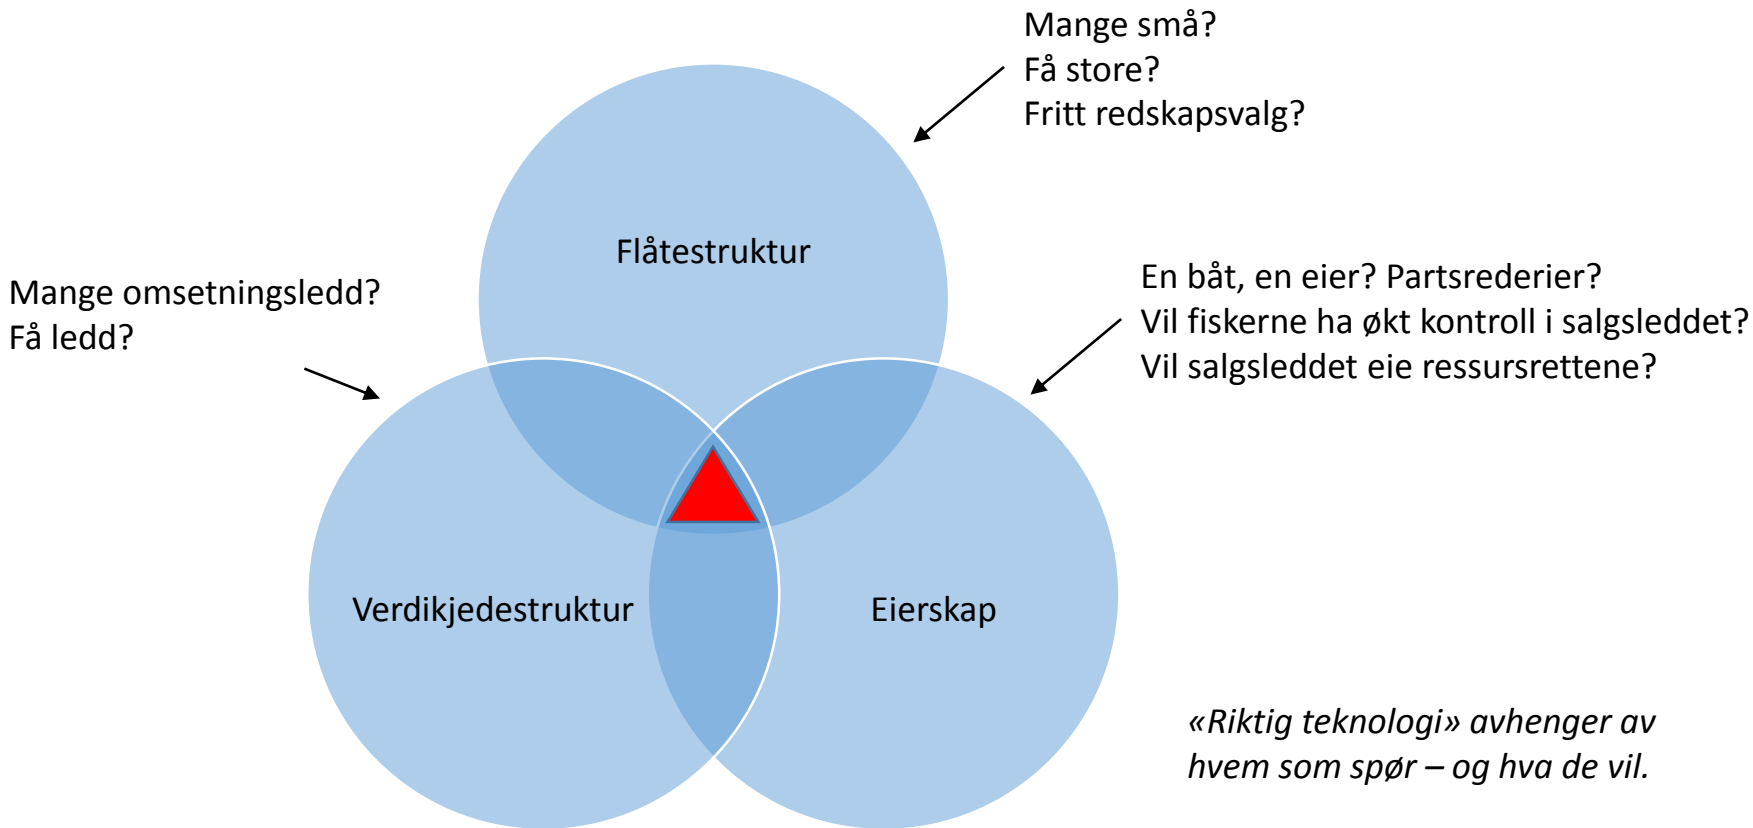 Mange små?
Få store?
Fritt redskapsvalg?
Flåtestruktur
Mange omsetningsledd?
Få ledd?
En båt, en eier? Partsrederier?
Vil fiskerne ha økt kontroll i salgsleddet?
Vil salgsleddet eie ressursrettene?
Verdikjedestruktur
Eierskap
«Riktig teknologi» avhenger av
hvem som spør – og hva de vil.